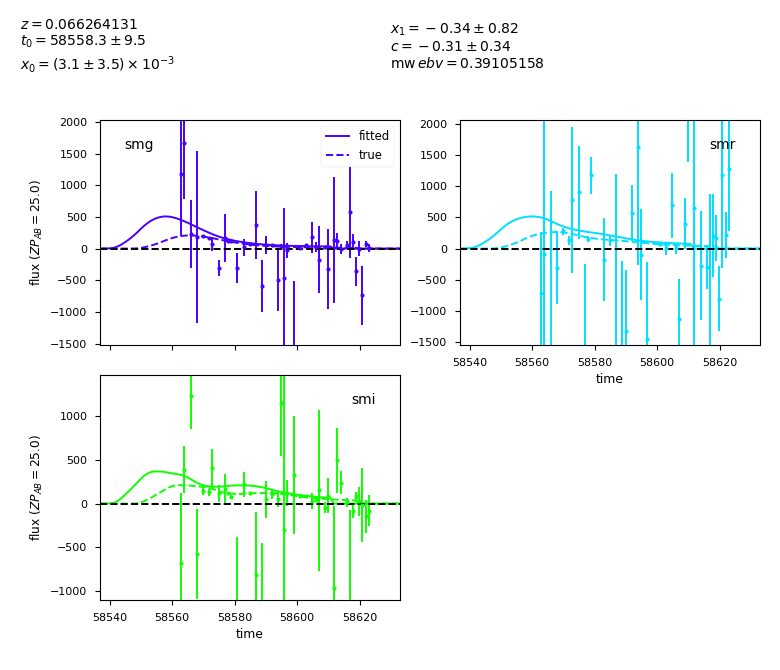 z = 0.066264131
t₀ = 58558.3 ± 9.5
x₀ = (3.1 ± 3.5) × 10⁻³
x₁ = −0.34 ± 0.82
c = −0.31 ± 0.34
mw ebv = 0.39105158
smg
fitted
true
2000
1500
1000
500
0
−500
−1000
−1500
flux (ZP_AB = 25.0)
smr
2000
1500
1000
500
0
−500
−1000
−1500
58540 58560 58580 58600 58620
time
smi
1000
500
0
−500
−1000
flux (ZP_AB = 25.0)
58540 58560 58580 58600 58620
time